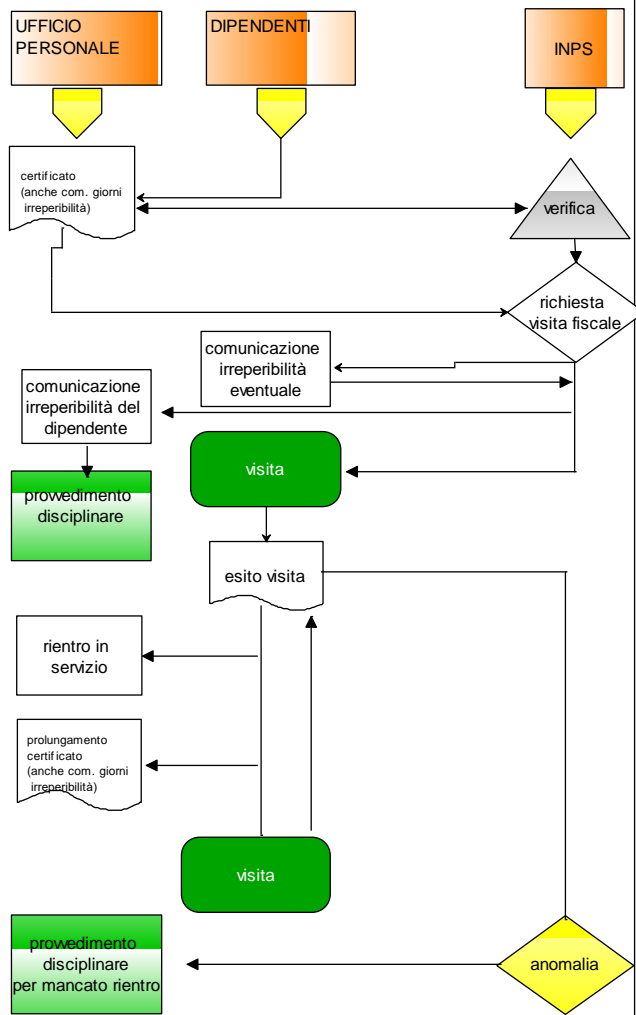 UFFICIO
PERSONALE
DIPENDENTI
INPS
certificato
(anche com. giorni
irreperibilità)
verifica
richiesta
visita fiscale
comunicazione
irreperibilità
eventuale
comunicazione
irreperibilità del
dipendente
visita
provvedimento
disciplinare
esito visita
rientro in
servizio
prolungamento
certificato
(anche com. giorni
irreperibilità)
visita
provvedimento
disciplinare
per mancato rientro
anomalia